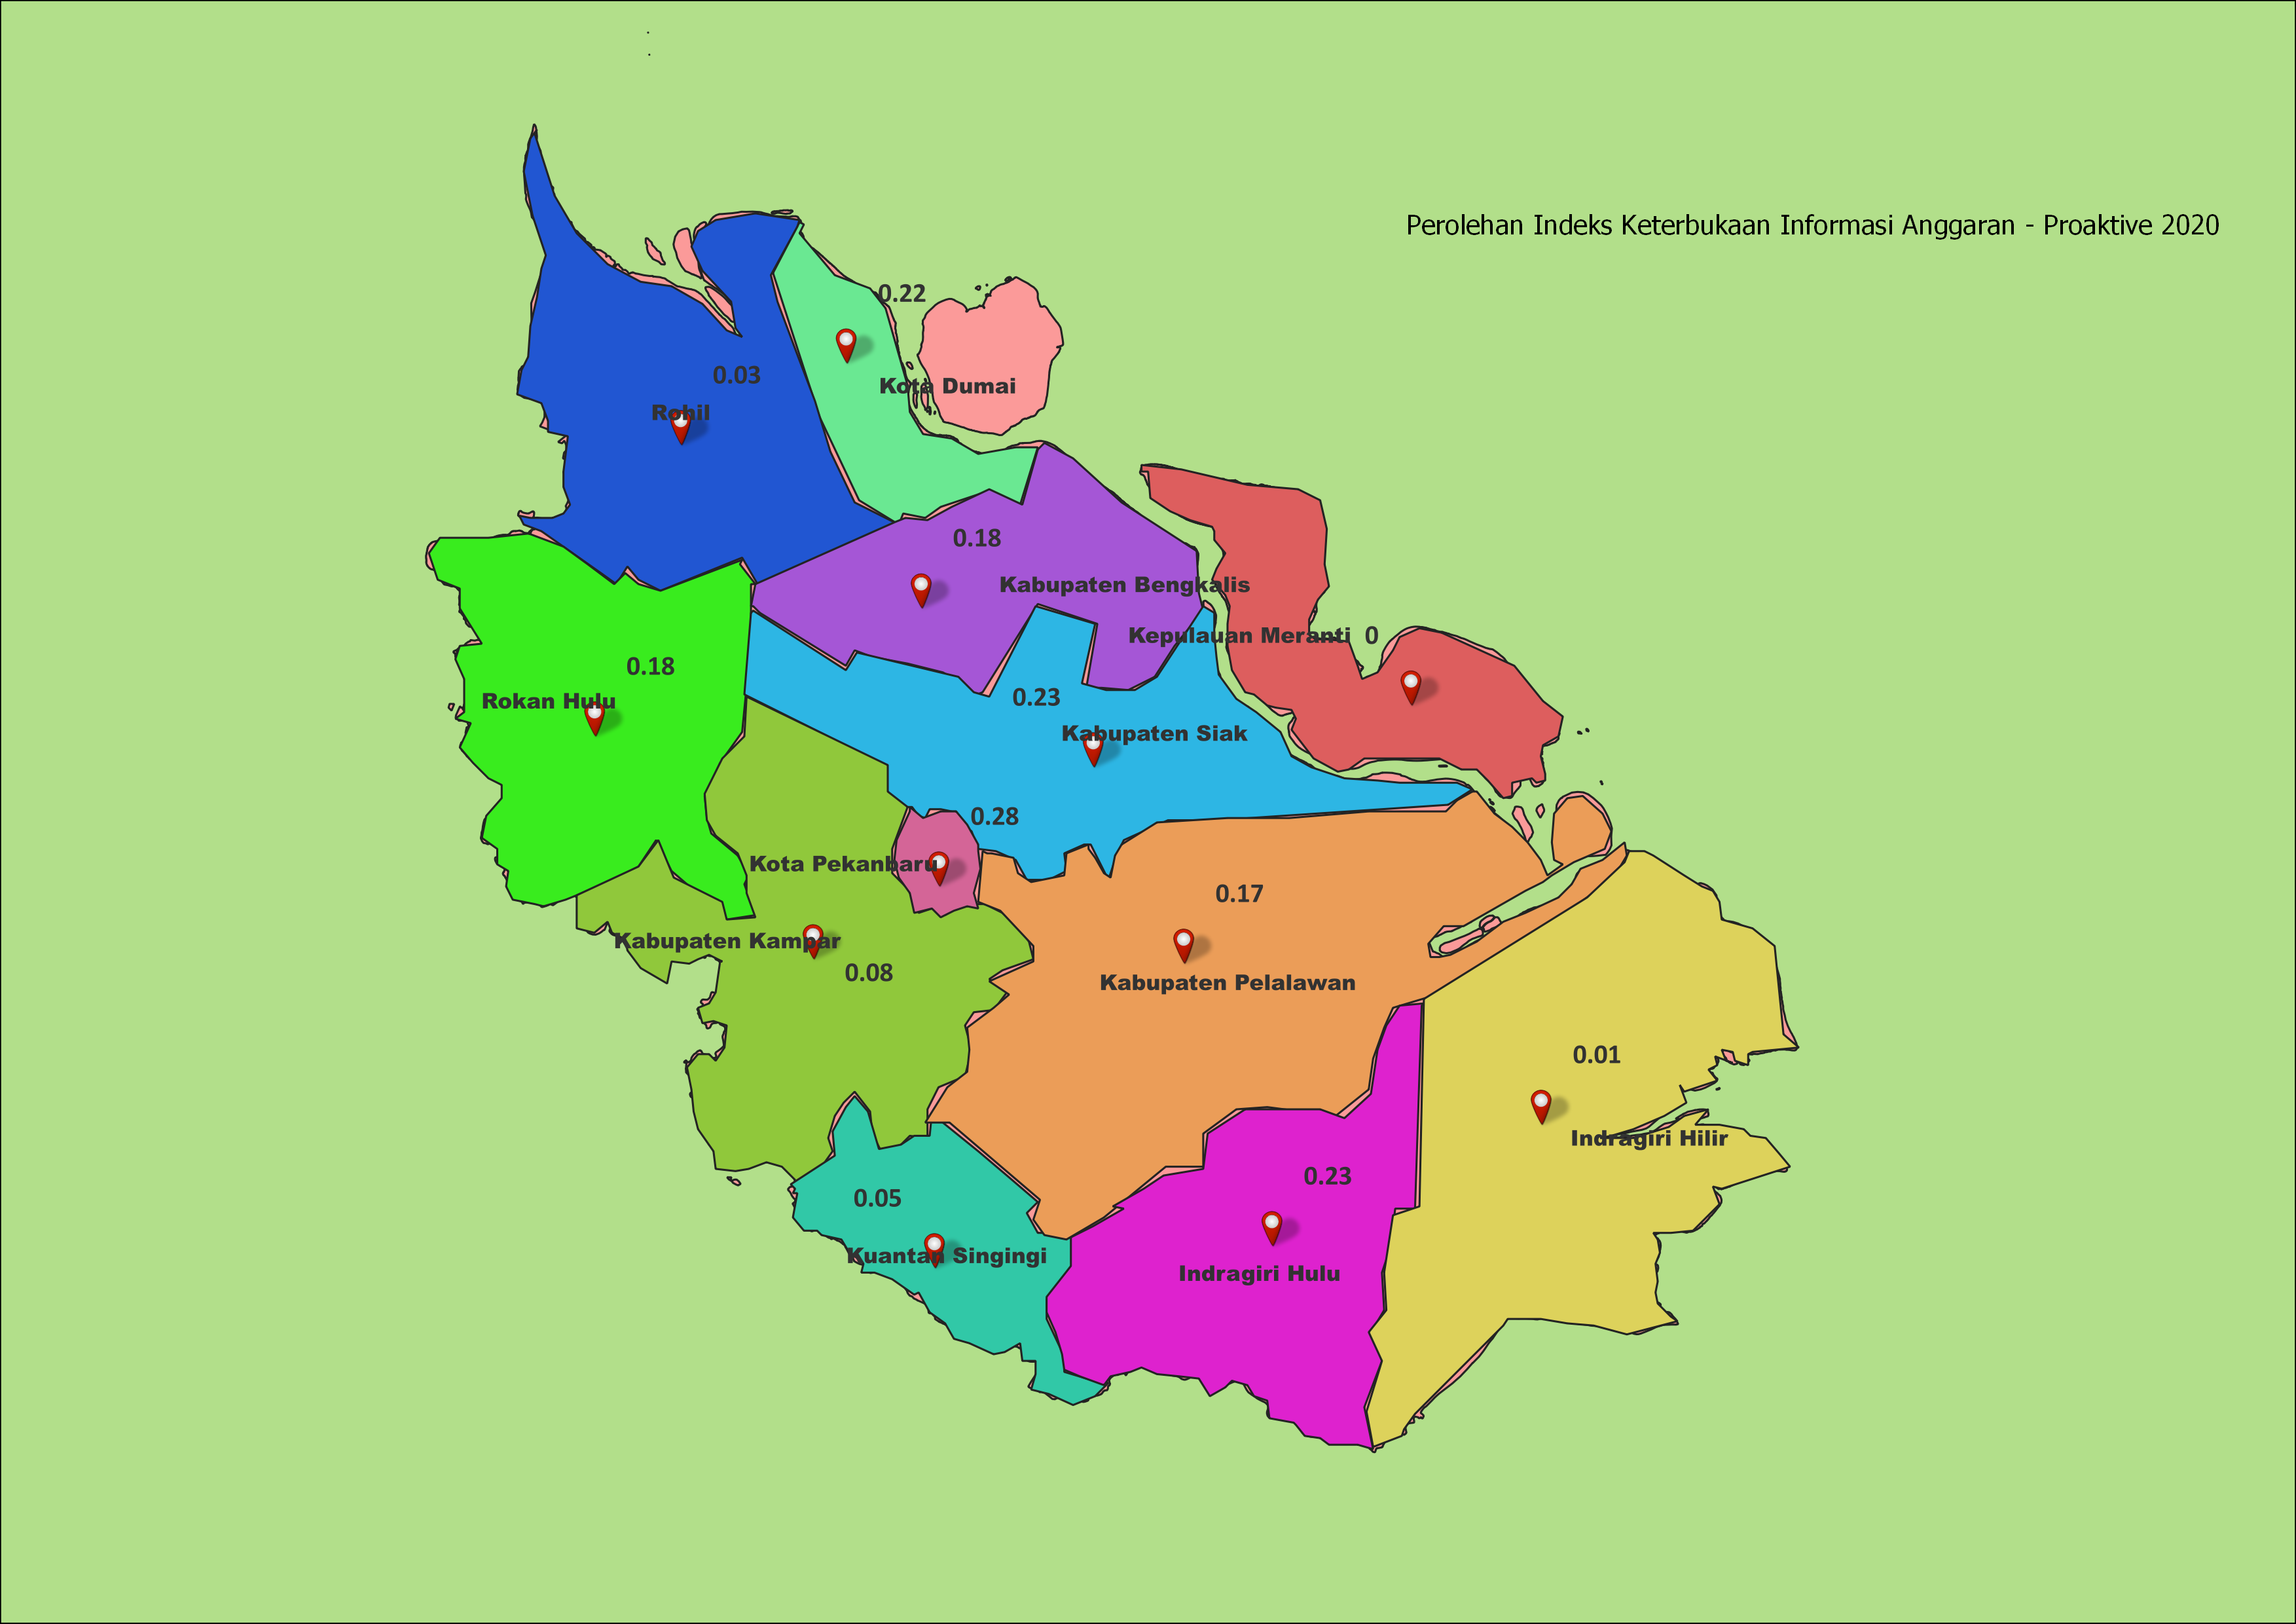 Perolehan Indeks Keterbukaan Informasi Anggaran - Proaktive 2020
0.22
Kota Dumai
0.03
Rohil
0.18
Kabupaten Bengkalis
Kepulauan Meranti 0
0.18
Rokan Hulu
0.23
Kabupaten Siak
0.28
Kota Pekanbaru
0.17
Kabupaten Pelalawan
Kabupaten Kampar
0.08
0.01
Indragiri Hilir
0.23
Indragiri Hulu
0.05
Kuantan Singingi